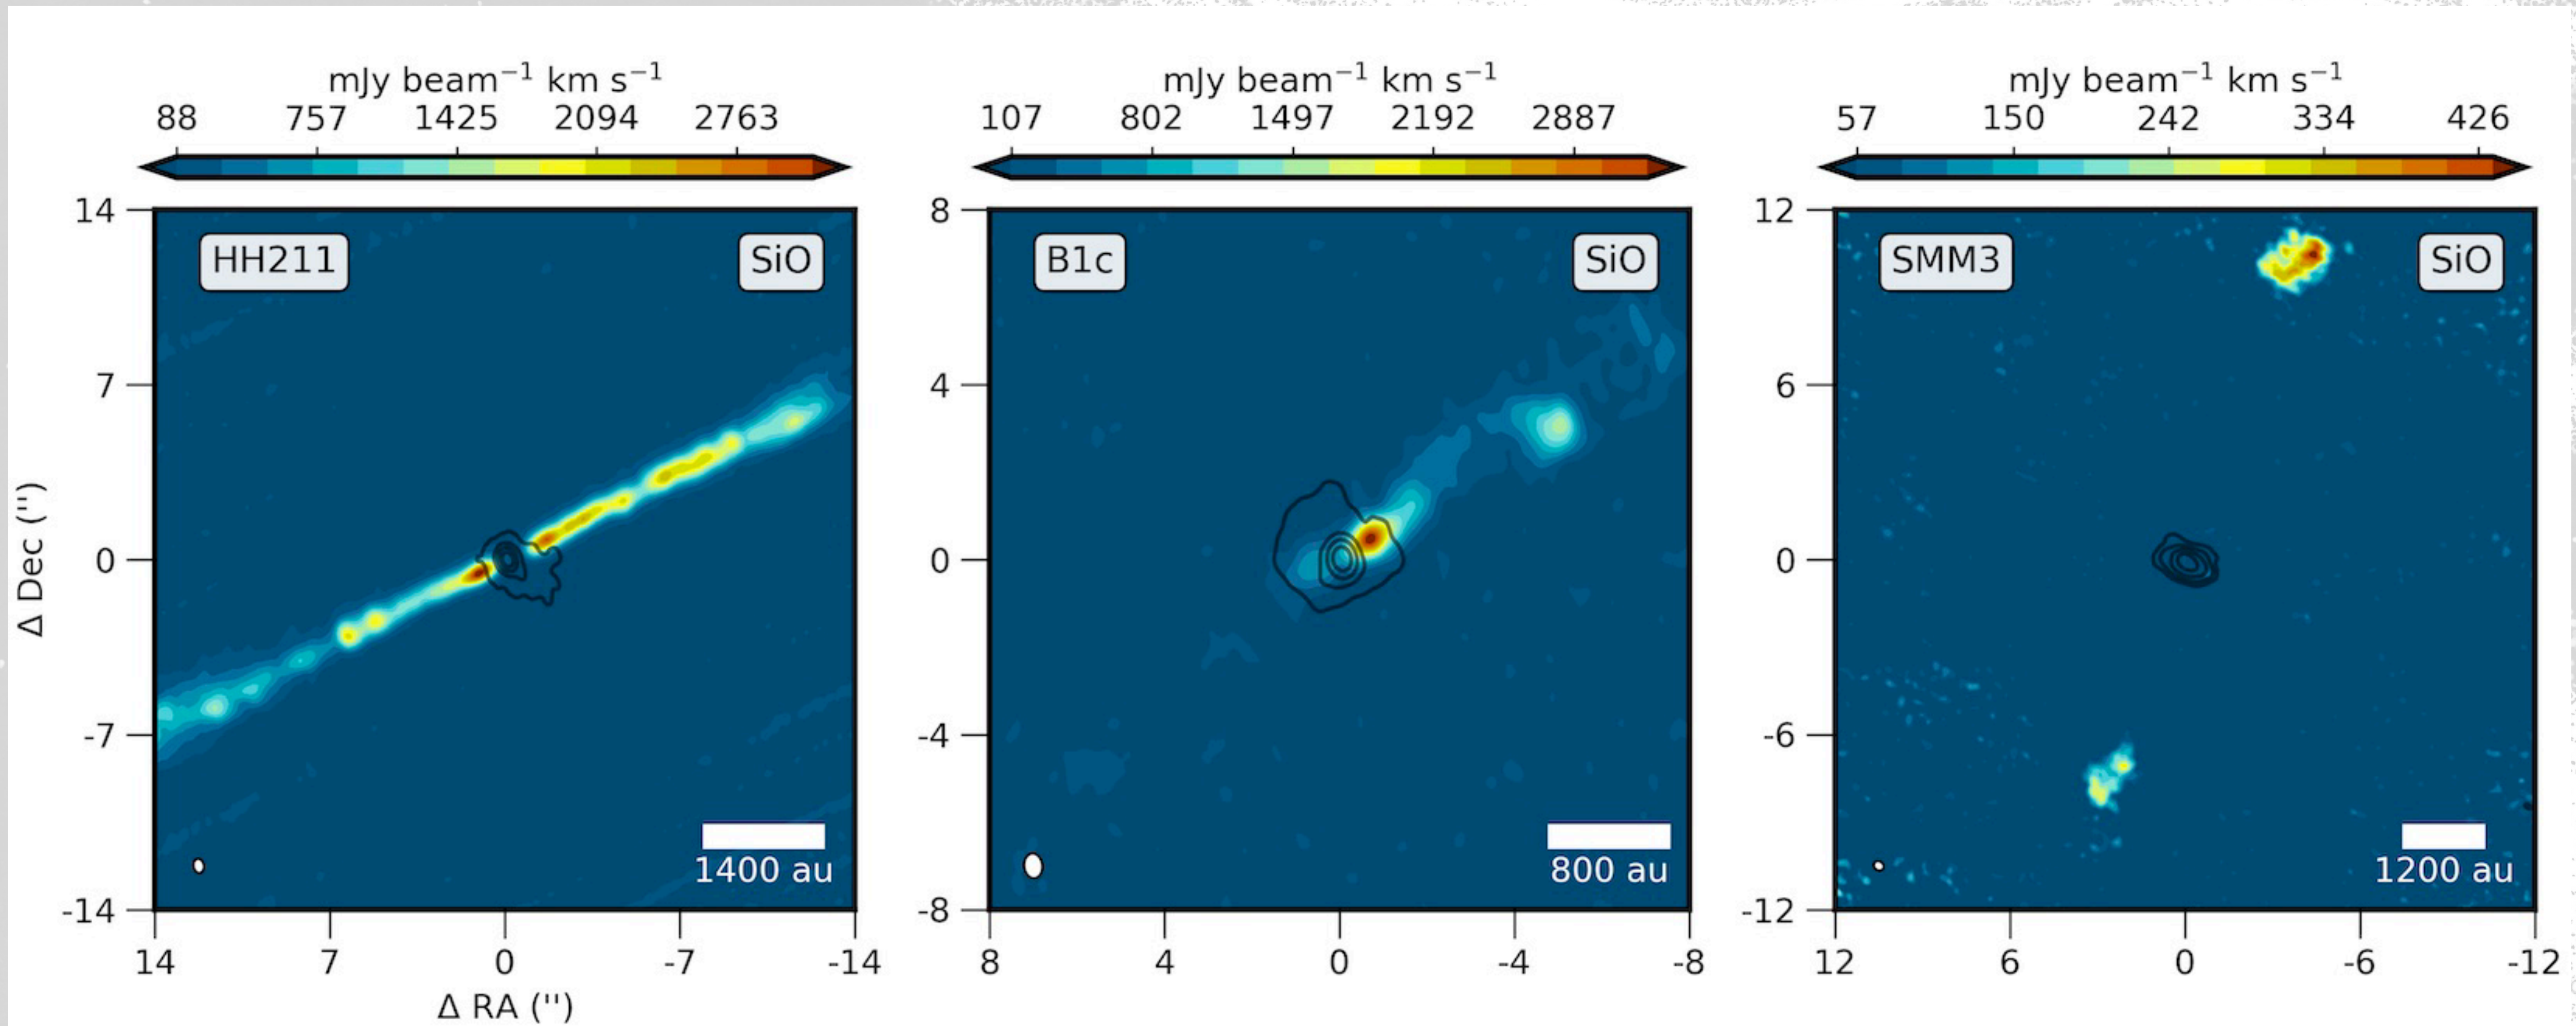 mJy beam⁻¹ km s⁻¹
88 757 1425 2094 2763
HH211 SiO
14
7
0
-7
-14
Δ Dec ('')
1400 au
14 7 0 -7 -14
Δ RA ('')
mJy beam⁻¹ km s⁻¹
107 802 1497 2192 2887
B1c SiO
8
4
0
-4
-8
800 au
8 4 0 -4 -8
mJy beam⁻¹ km s⁻¹
57 150 242 334 426
SMM3 SiO
12
6
0
-6
-12
1200 au
12 6 0 -6 -12